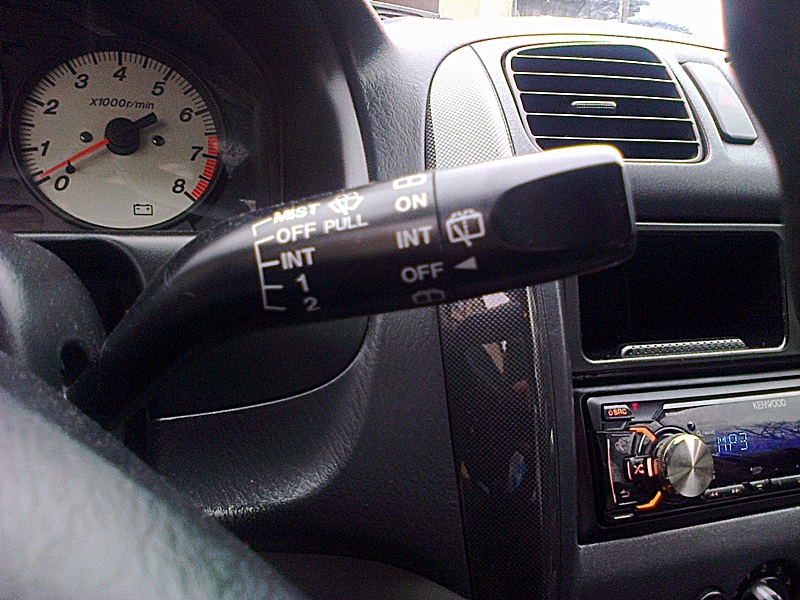 0
1
2
3
4
5
6
7
8
X1000r/min
MIST
OFF PULL
INT
1
2
ON
INT
OFF
SRC
KENWOOD
MP3